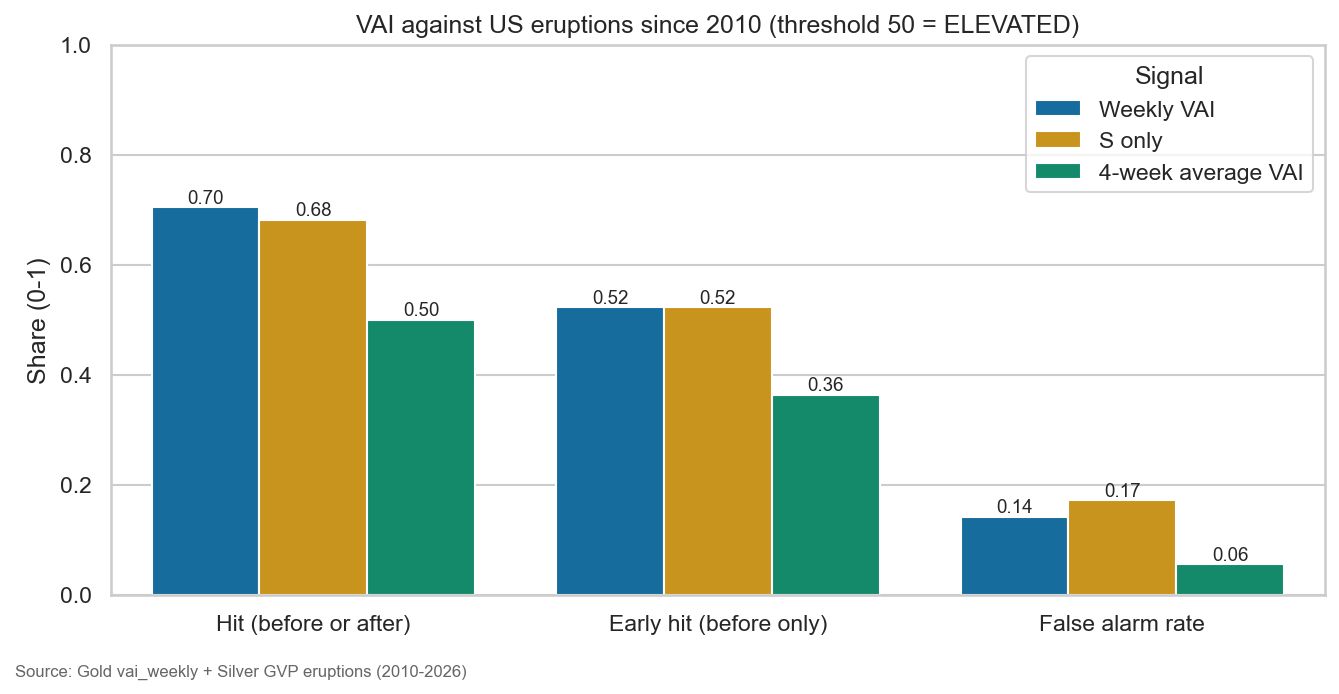 VAI against US eruptions since 2010 (threshold 50 = ELEVATED)
Signal
Weekly VAI
S only
4-week average VAI
Share (0-1)
1.0
0.8
0.6
0.4
0.2
0.0
0.70
0.68
0.50
0.52
0.52
0.36
0.14
0.17
0.06
Hit (before or after)
Early hit (before only)
False alarm rate
Source: Gold vai_weekly + Silver GVP eruptions (2010-2026)